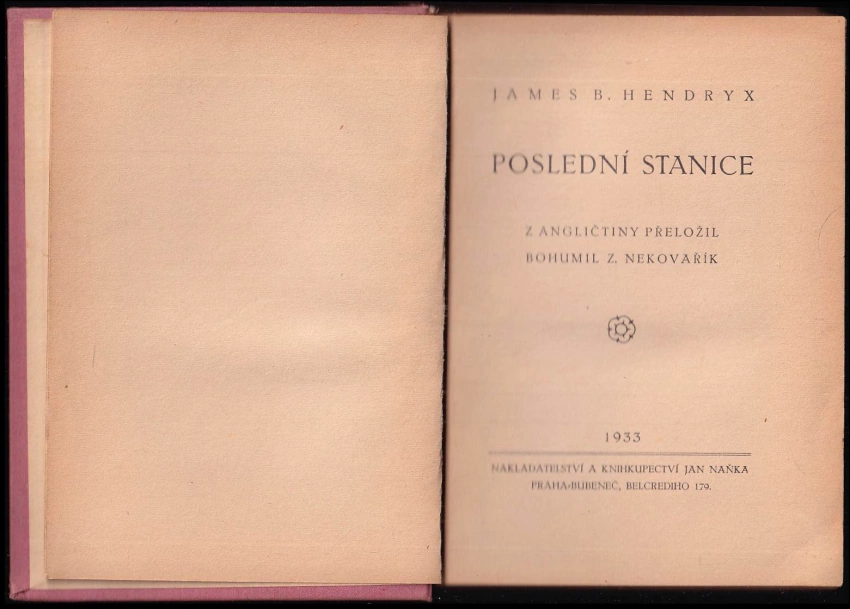 JAMES B. HENDRYX
POSLEDNÍ STANICE
Z ANGLIČTINY PŘELOŽIL
BOHUMIL Z. NEKOVAŘÍK
1933
NAKLADATELSTVÍ A KNIHKUPECTVÍ JAN NAŇKA
PRAHA-BUBENEČ, BELCREDIHO 179.